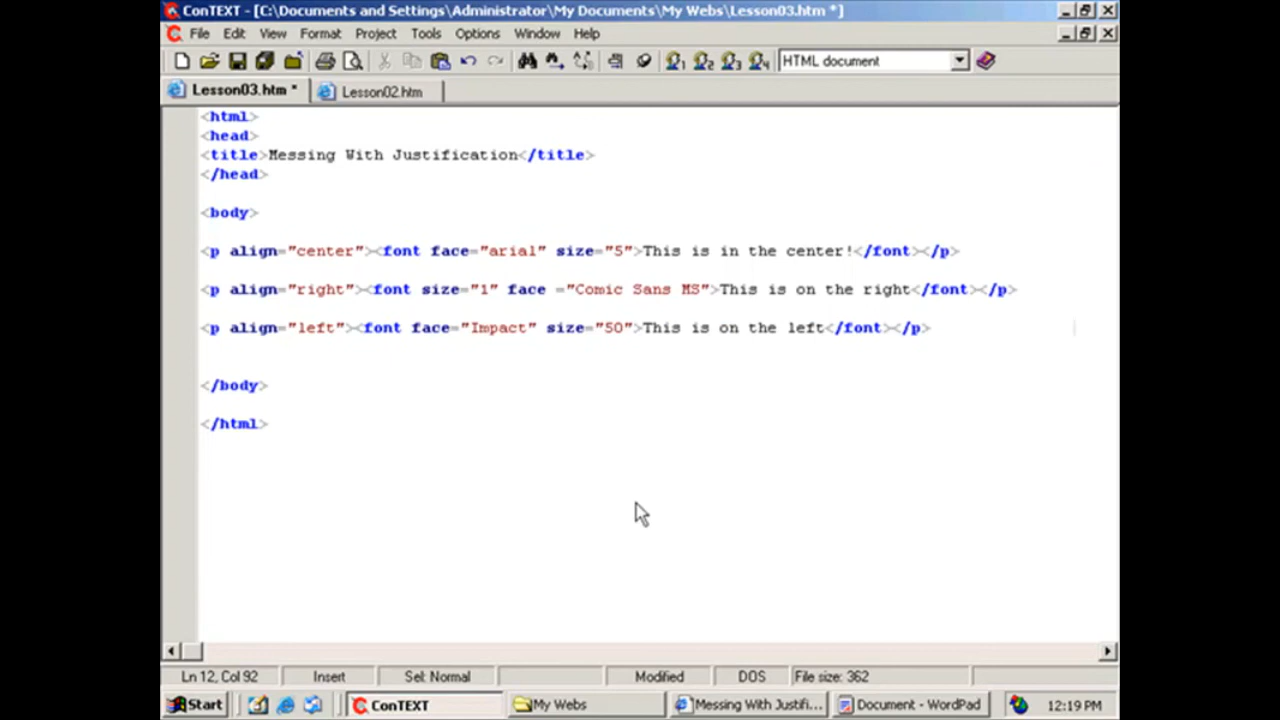 ConTEXT - [C:\Documents and Settings\Administrator\My Documents\My Webs\Lesson03.htm *]
File Edit View Format Project Tools Options Window Help
HTML document
Lesson03.htm * Lesson02.htm
<html>
<head>
<title>Messing With Justification</title>
</head>
<body>
<p align="center"><font face="arial" size="5">This is in the center!</font></p>
<p align="right"><font size="1" face ="Comic Sans MS">This is on the right</font></p>
<p align="left"><font face="Impact" size="50">This is on the left</font></p>
</body>
</html>
Ln 12, Col 92 Insert Sel: Normal Modified DOS File size: 362
Start ConTEXT My Webs Messing With Justifi... Document - WordPad 12:19 PM